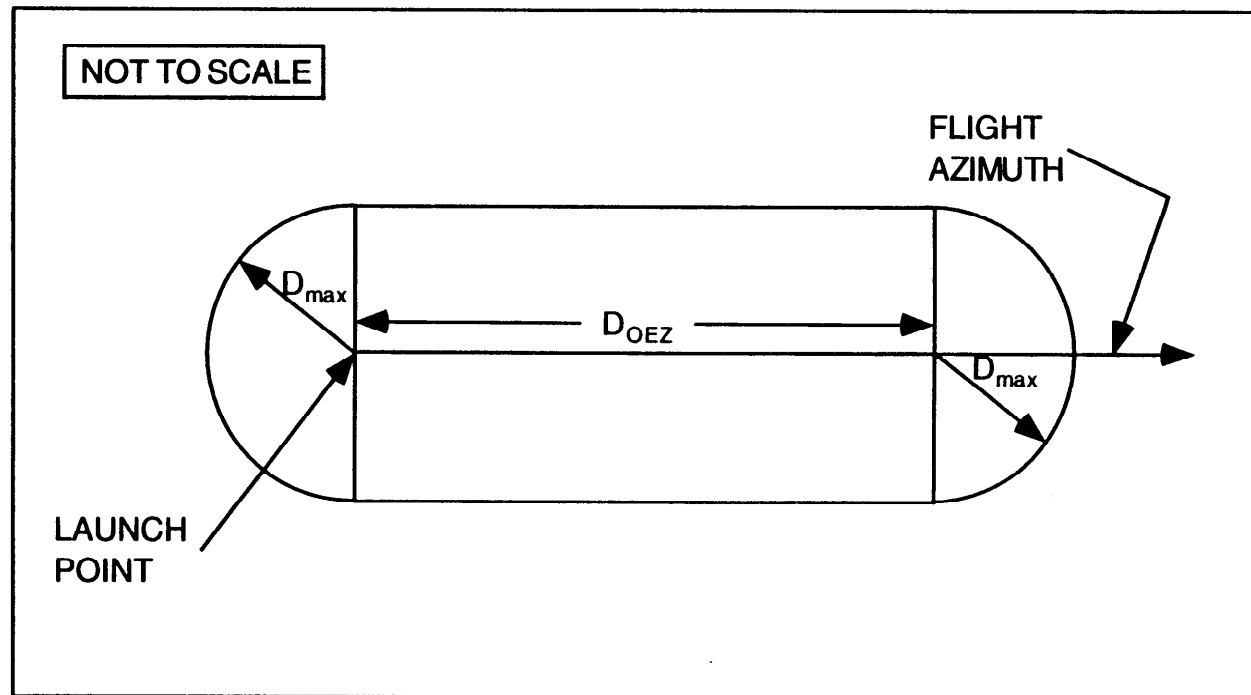 NOT TO SCALE
FLIGHT
AZIMUTH
Dmax
DOEZ
Dmax
LAUNCH
POINT